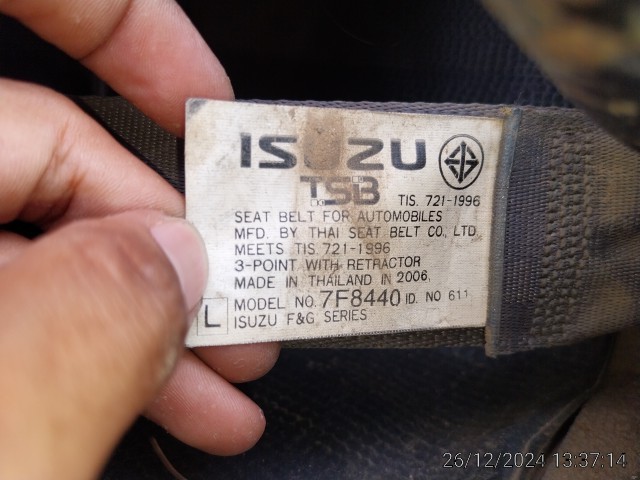 ISUZU
TSB
TIS. 721-1996
SEAT BELT FOR AUTOMOBILES
MFD. BY THAI SEAT BELT CO., LTD.
MEETS TIS. 721-1996
3-POINT WITH RETRACTOR
MADE IN THAILAND IN 2006
L MODEL NO. 7F8440 ID. NO 611
ISUZU F&G SERIES
26/12/2024 13:37:14